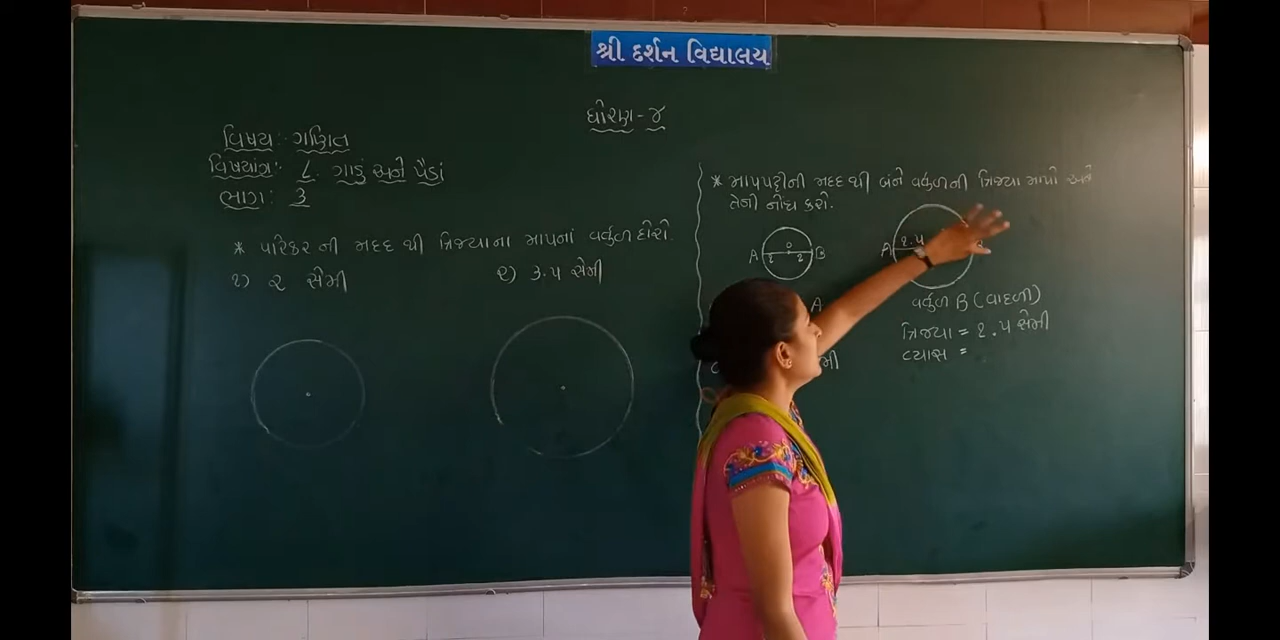 શ્રી દર્શન વિદ્યાલય
ધોરણ-૪
વિષય:- ગણિત
વિષયાંગ:- ૮. ગાડું અને પૈડાં
ભાગ: ૩
* પરિકર ની મદદ થી ત્રિજ્યાના માપનાં વર્તુળ દોરો.
૧) ૨ સેમી
૨) ૩.૫ સેમી
* માપપટ્ટીની મદદ થી બંને વર્તુળની ત્રિજ્યા માપો અને
તેની નોંધ કરો.
A O B
A
A
વર્તુળ B (વાદળી)
ત્રિજ્યા = ૨.૫ સેમી
વ્યાસ =